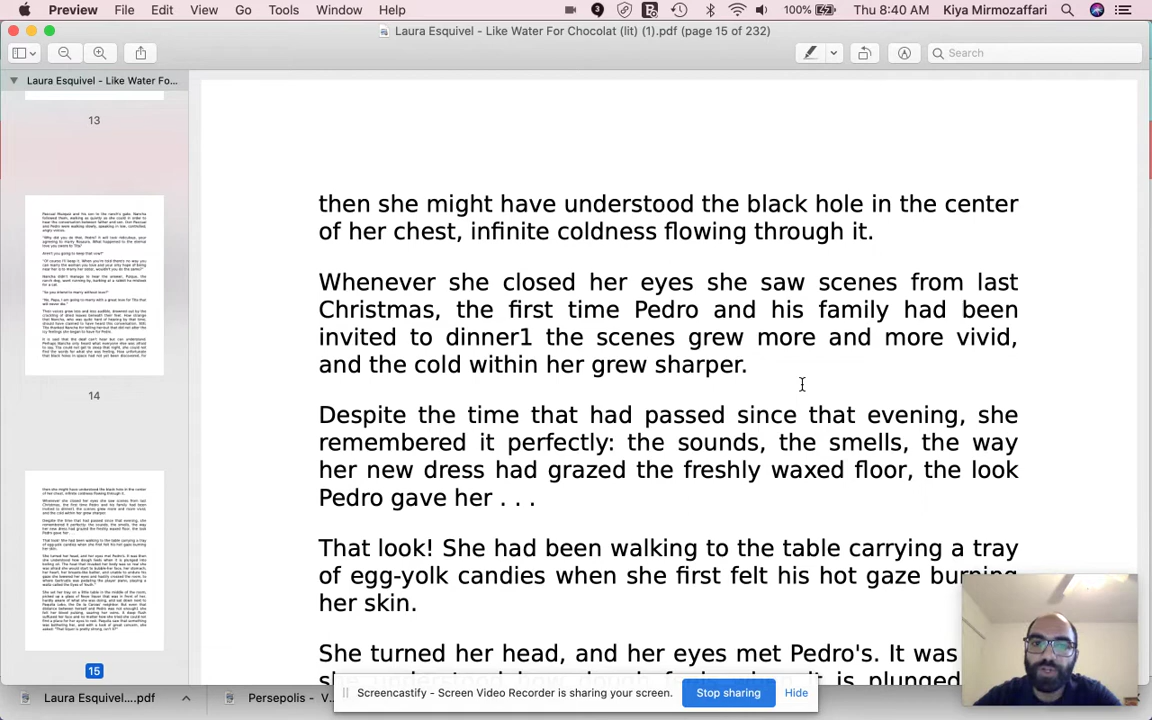 Preview File Edit View Go Tools Window Help 3 100% Thu 8:40 AM Kiya Mirmozaffari
Laura Esquivel - Like Water For Chocolat (lit) (1).pdf (page 15 of 232)
Search
Laura Esquivel - Like Water Fo...
13
14
15
then she might have understood the black hole in the center
of her chest, infinite coldness flowing through it.
Whenever she closed her eyes she saw scenes from last
Christmas, the first time Pedro and his family had been
invited to dinner1 the scenes grew more and more vivid,
and the cold within her grew sharper.
Despite the time that had passed since that evening, she
remembered it perfectly: the sounds, the smells, the way
her new dress had grazed the freshly waxed floor, the look
Pedro gave her . . .
That look! She had been walking to the table carrying a tray
of egg-yolk candies when she first felt his hot gaze burning
her skin.
She turned her head, and her eyes met Pedro's. It was
is plunged
Laura Esquivel....pdf
Persepolis - V...
Screencastify - Screen Video Recorder is sharing your screen.
Stop sharing
Hide